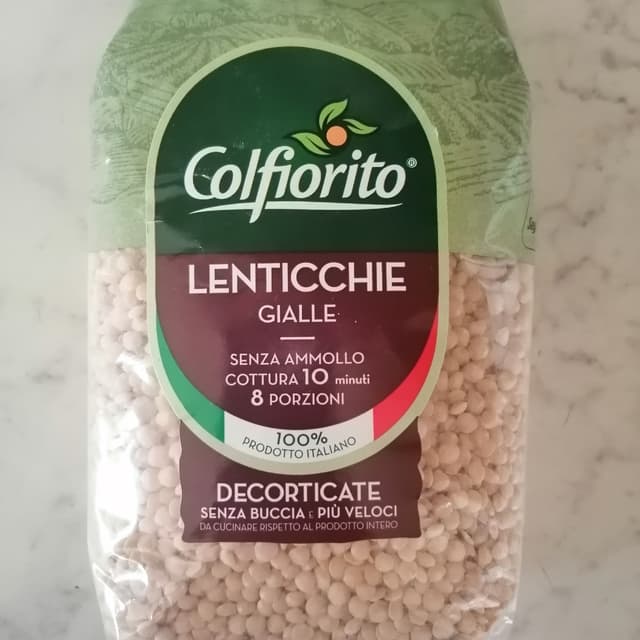 Colfiorito®
LENTICCHIE
GIALLE
SENZA AMMOLLO
COTTURA 10 minuti
8 PORZIONI
100%
PRODOTTO ITALIANO
DECORTICATE
SENZA BUCCIA E PIÙ VELOCI
DA CUCINARE RISPETTO AL PRODOTTO INTERO